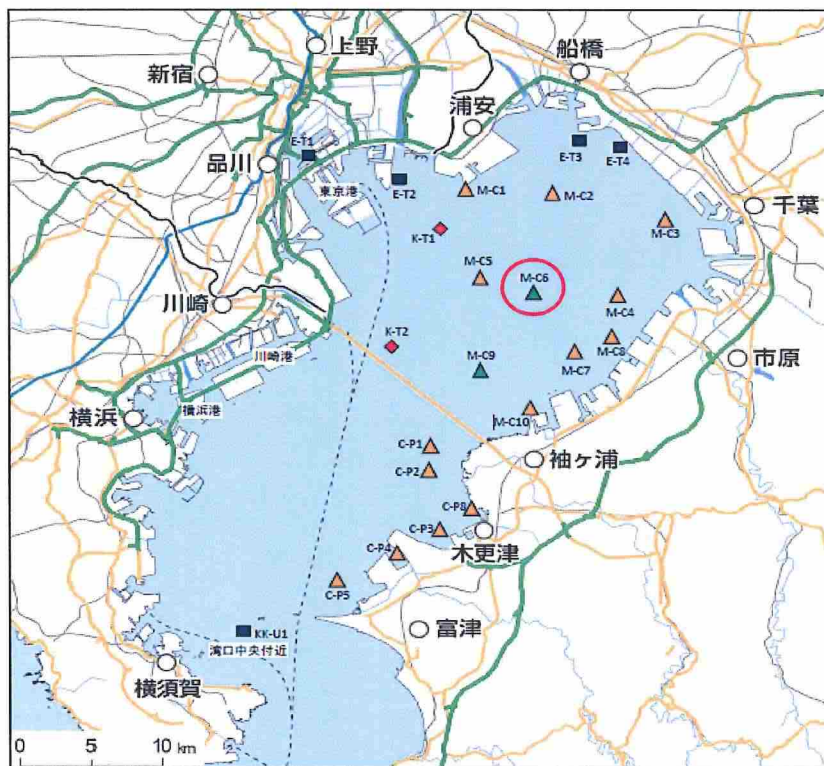 上野
船橋
新宿
浦安
E-T1
E-T3
E-T4
品川
東京港
E-T2
M-C1
M-C2
千葉
K-T1
M-C3
M-C5
M-C6
川崎
M-C4
K-T2
M-C8
川崎港
M-C9
M-C7
市原
横浜港
横浜
M-C10
C-P1
袖ヶ浦
C-P2
C-P8
C-P3
木更津
C-P4
C-P5
KK-U1
富津
湾口中央付近
横須賀
0 5 10 km